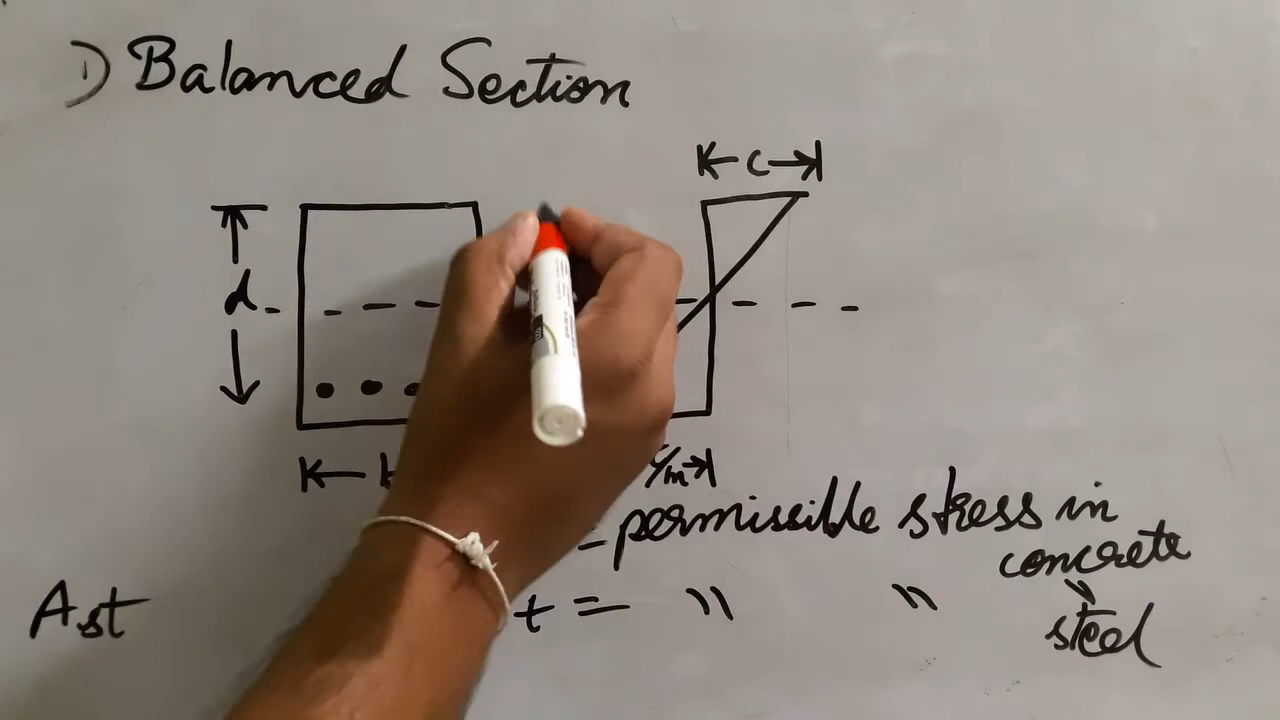 1) Balanced Section
c
d
/m
= permissible stress in
concrete
Ast
t = " " "
steel